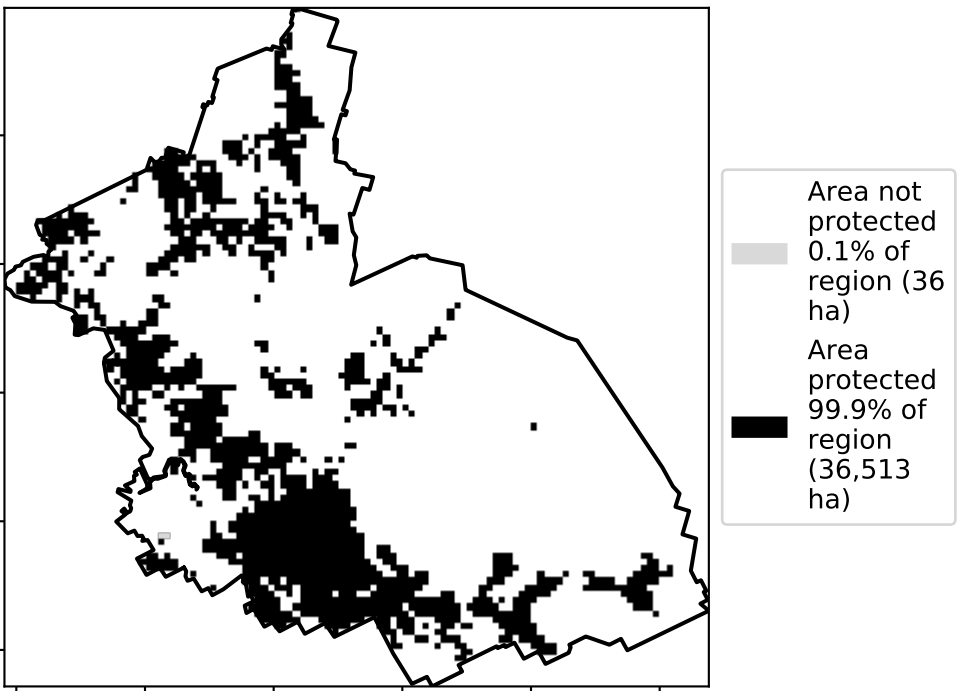 Area not
protected
0.1% of
region (36
ha)
Area
protected
99.9% of
region
(36,513
ha)